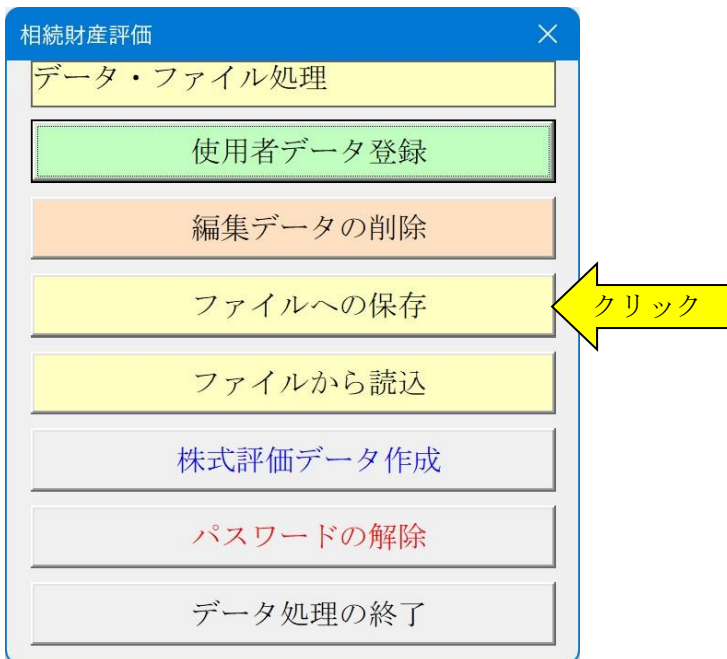 相続財産評価
データ・ファイル処理
使用者データ登録
編集データの削除
ファイルへの保存
クリック
ファイルから読込
株式評価データ作成
パスワードの解除
データ処理の終了